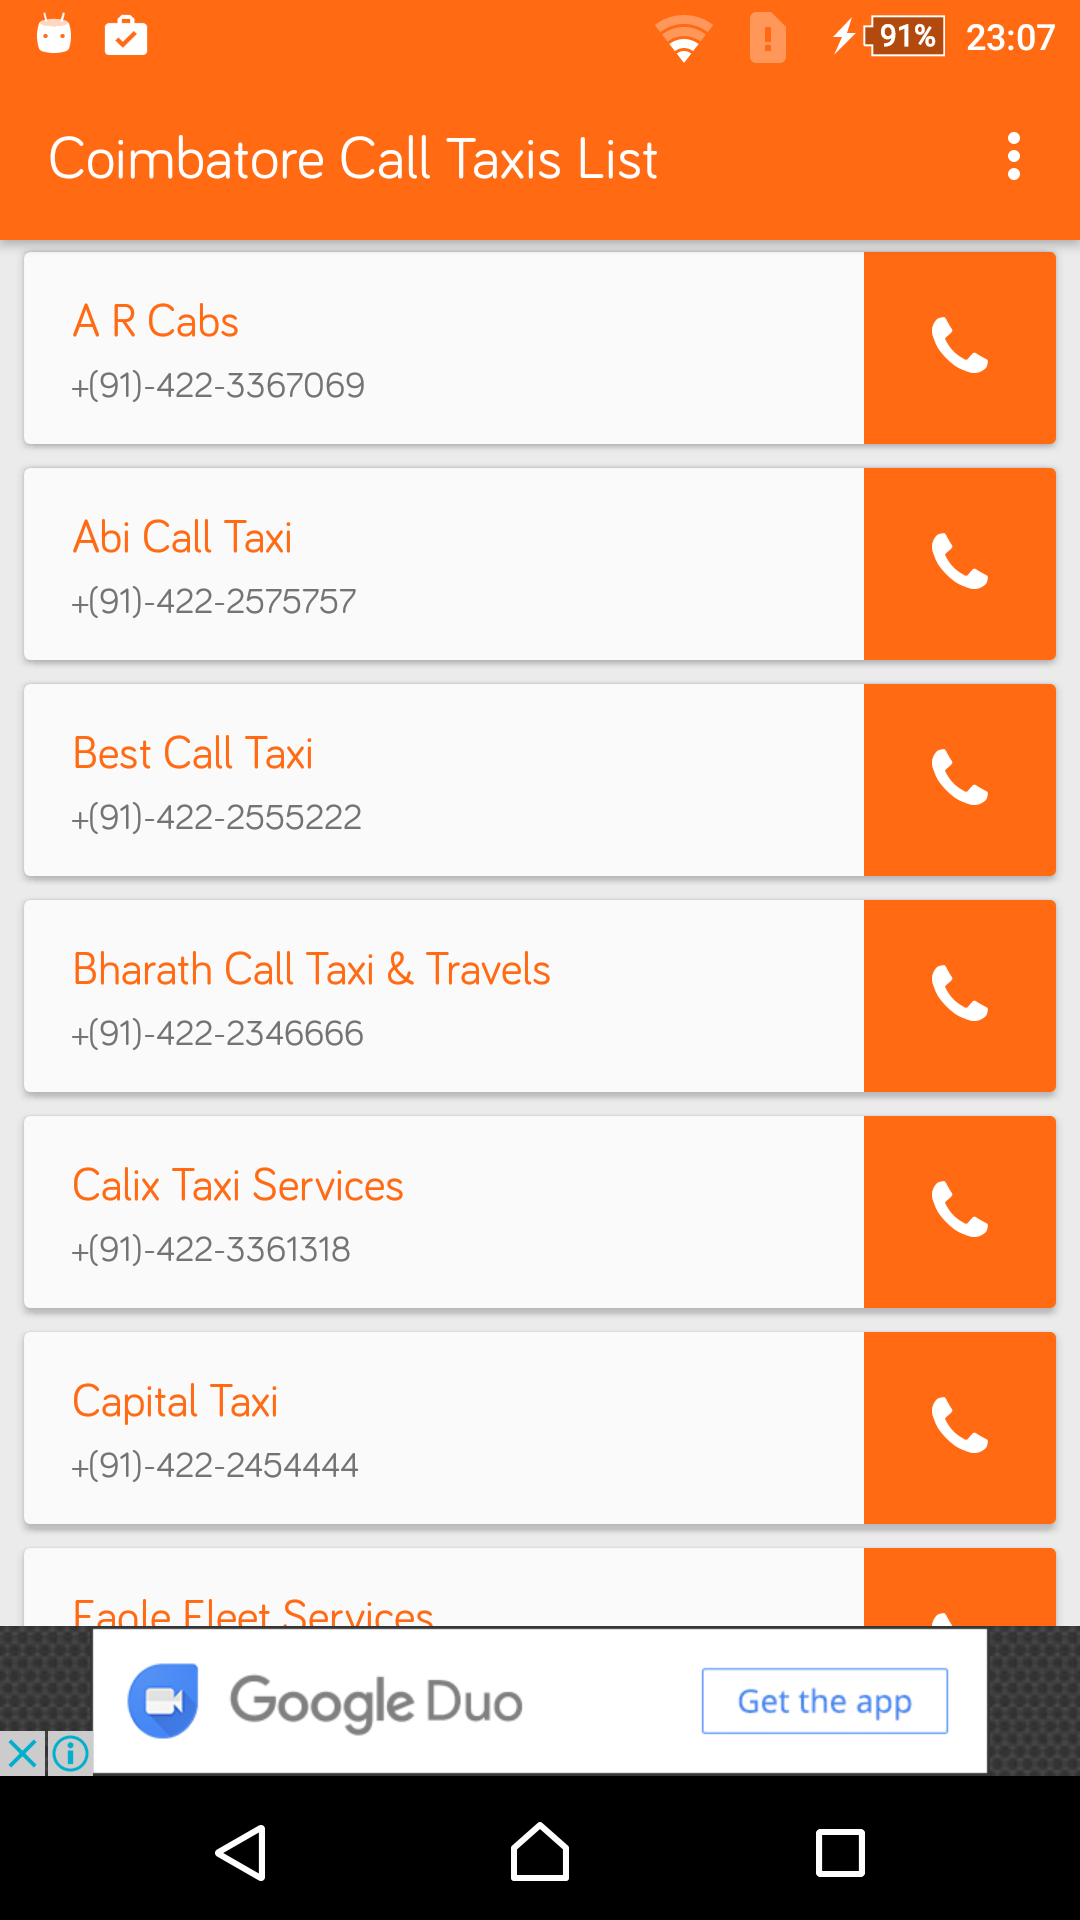 91% 23:07
Coimbatore Call Taxis List
A R Cabs
+(91)-422-3367069
Abi Call Taxi
+(91)-422-2575757
Best Call Taxi
+(91)-422-2555222
Bharath Call Taxi & Travels
+(91)-422-2346666
Calix Taxi Services
+(91)-422-3361318
Capital Taxi
+(91)-422-2454444
Eagle Fleet Services
Google Duo
Get the app